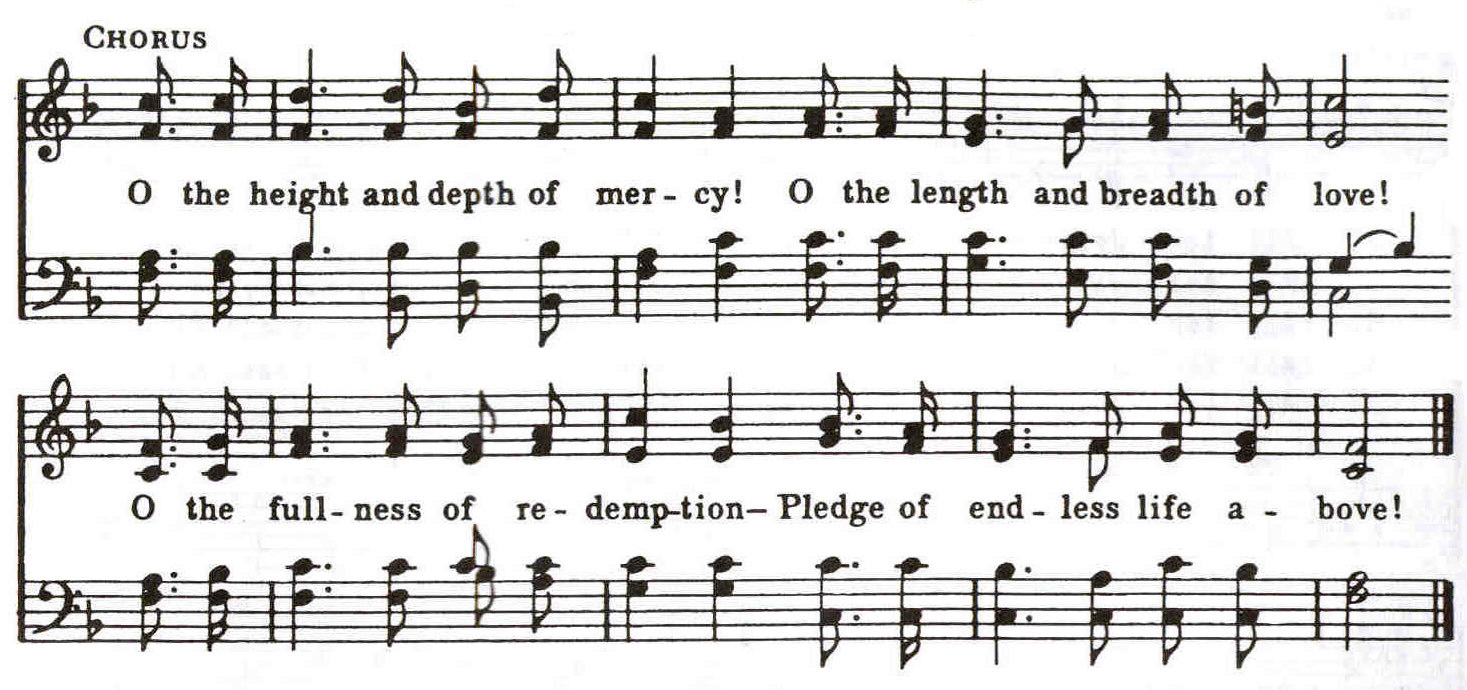 CHORUS
O the height and depth of mer - cy! O the length and breadth of love!
O the full - ness of re - demp-tion— Pledge of end - less life a - bove!